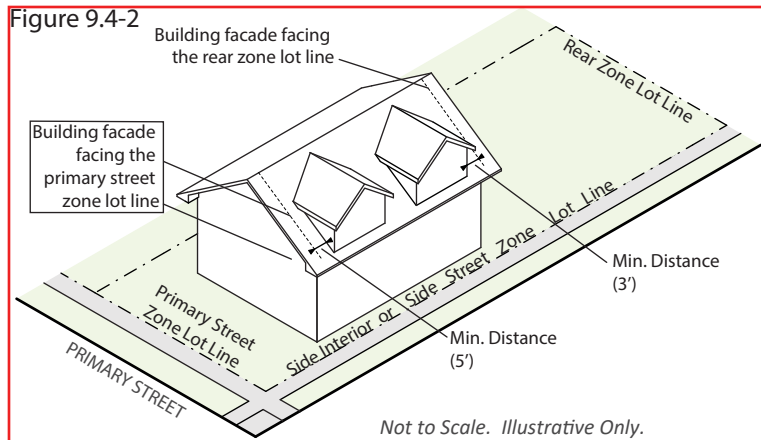 Figure 9.4-2
Building facade facing
the rear zone lot line
Rear Zone Lot Line
Building facade
facing the
primary street
zone lot line
Min. Distance
(3')
Side Interior or Side Street Zone Lot Line
Primary Street
Zone Lot Line
Min. Distance
(5')
PRIMARY STREET
Not to Scale. Illustrative Only.